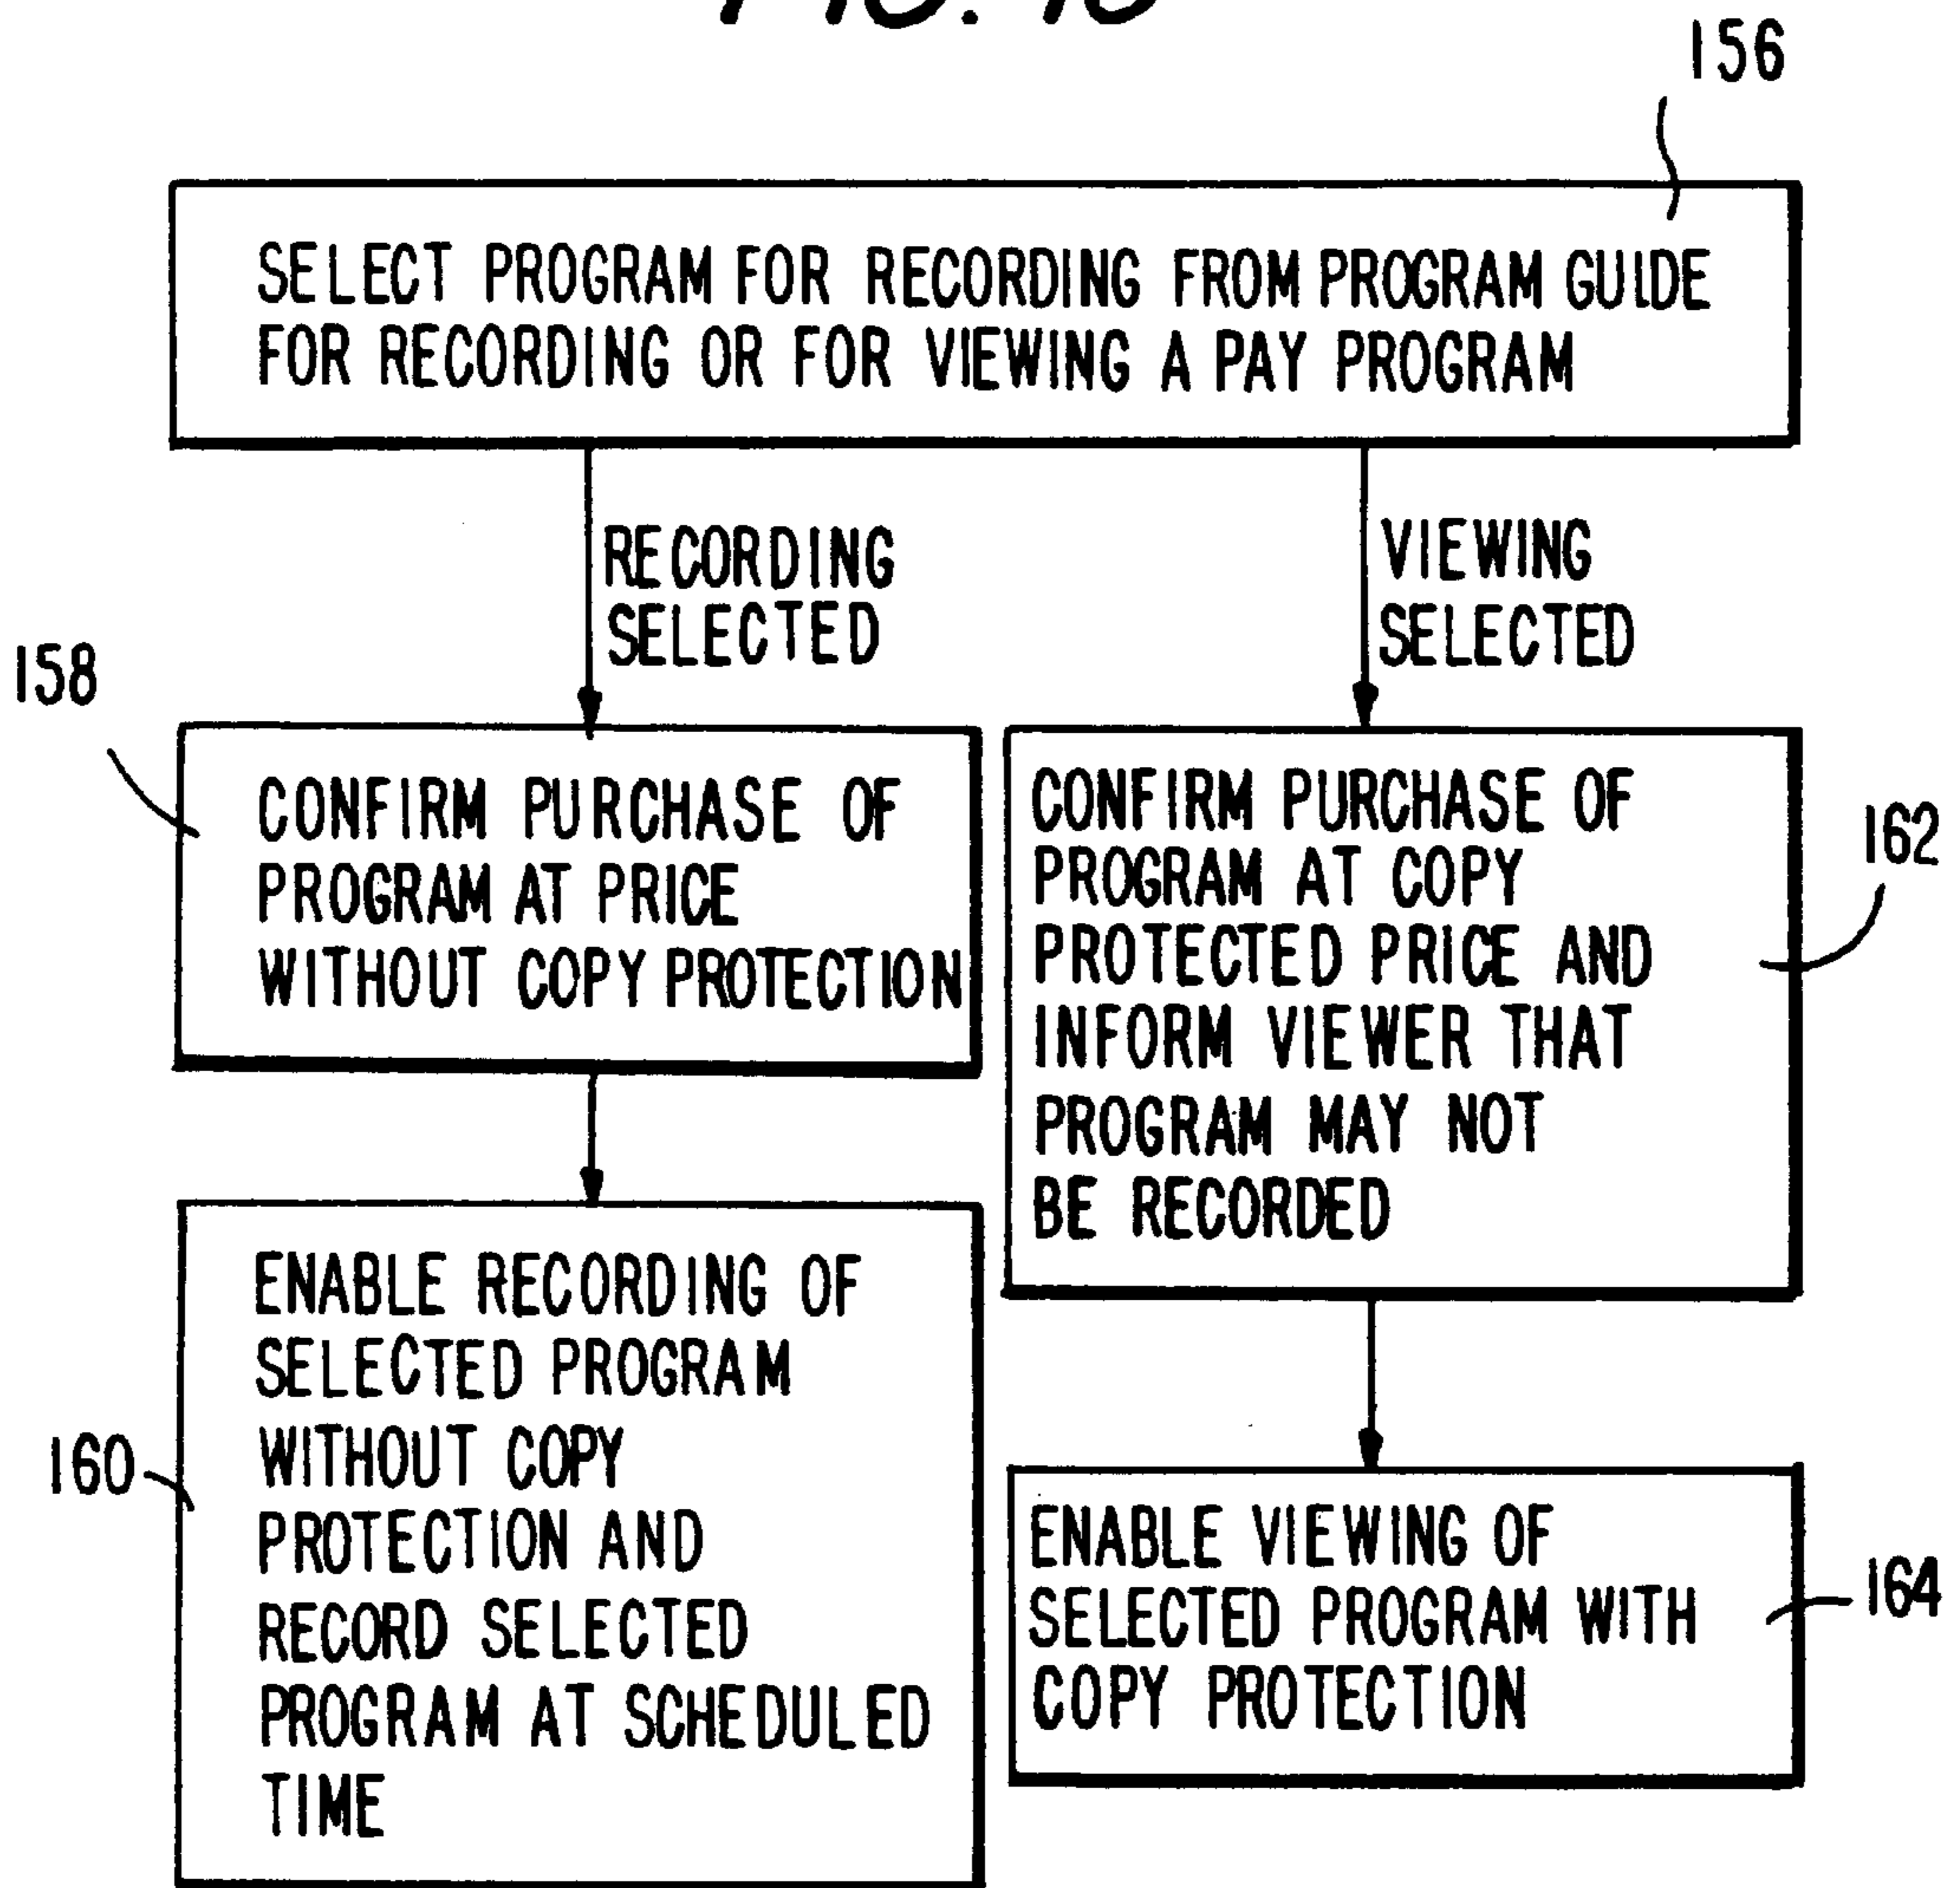 156
SELECT PROGRAM FOR RECORDING FROM PROGRAM GUIDE
FOR RECORDING OR FOR VIEWING A PAY PROGRAM
RECORDING
SELECTED
VIEWING
SELECTED
158
CONFIRM PURCHASE OF
PROGRAM AT PRICE
WITHOUT COPY PROTECTION
162
CONFIRM PURCHASE OF
PROGRAM AT COPY
PROTECTED PRICE AND
INFORM VIEWER THAT
PROGRAM MAY NOT
BE RECORDED
160
ENABLE RECORDING OF
SELECTED PROGRAM
WITHOUT COPY
PROTECTION AND
RECORD SELECTED
PROGRAM AT SCHEDULED
TIME
164
ENABLE VIEWING OF
SELECTED PROGRAM WITH
COPY PROTECTION